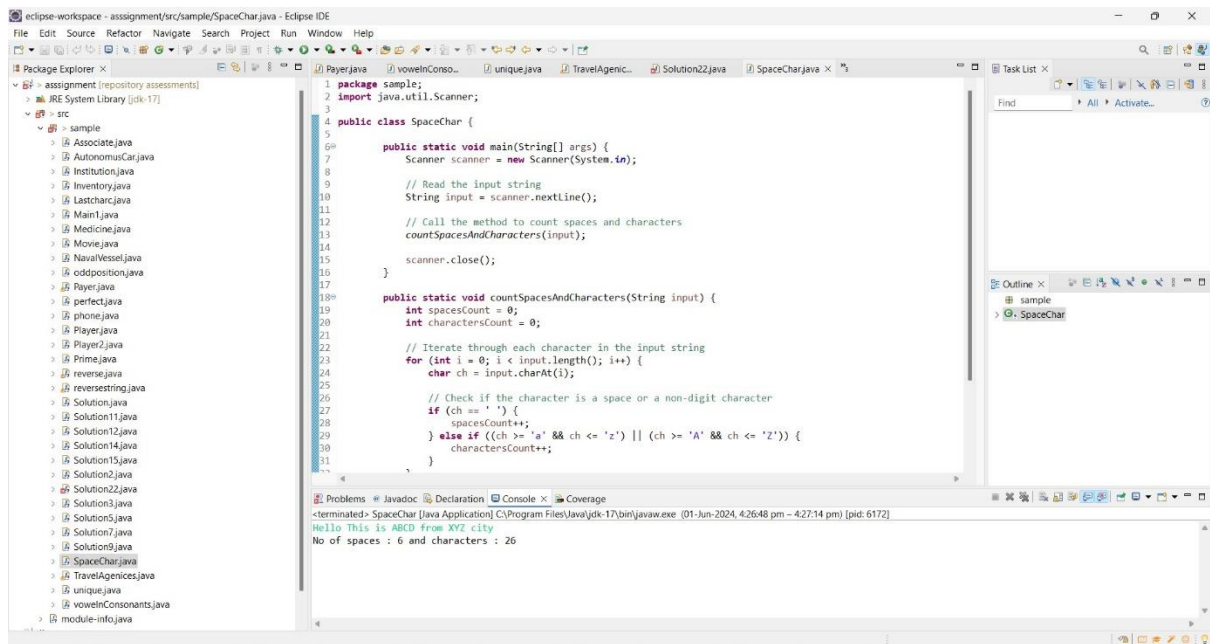 eclipse-workspace - asssignment/src/sample/SpaceChar.java - Eclipse IDE
File Edit Source Refactor Navigate Search Project Run Window Help
Package Explorer
> asssignment [repository assessments]
JRE System Library [jdk-17]
> src
> sample
Associate.java
AutonomusCar.java
Institution.java
Inventory.java
Lastcharc.java
Main1.java
Medicine.java
Movie.java
NavalVessel.java
oddposition.java
Payer.java
perfect.java
phone.java
Player.java
Player2.java
Prime.java
reverse.java
reversestring.java
Solution.java
Solution11.java
Solution12.java
Solution14.java
Solution15.java
Solution2.java
Solution22.java
Solution3.java
Solution5.java
Solution7.java
Solution9.java
SpaceChar.java
TravelAgenices.java
unique.java
vowelnConsonants.java
module-info.java
Payer.java vowelnConso... unique.java TravelAgenic... Solution22.java SpaceChar.java
1 package sample;
2 import java.util.Scanner;
3
4 public class SpaceChar {
5
6 public static void main(String[] args) {
7 Scanner scanner = new Scanner(System.in);
8
9 // Read the input string
10 String input = scanner.nextLine();
11
12 // Call the method to count spaces and characters
13 countSpacesAndCharacters(input);
14
15 scanner.close();
16 }
17
18 public static void countSpacesAndCharacters(String input) {
19 int spacesCount = 0;
20 int charactersCount = 0;
21
22 // Iterate through each character in the input string
23 for (int i = 0; i < input.length(); i++) {
24 char ch = input.charAt(i);
25
26 // Check if the character is a space or a non-digit character
27 if (ch == ' ') {
28 spacesCount++;
29 } else if ((ch >= 'a' && ch <= 'z') || (ch >= 'A' && ch <= 'Z')) {
30 charactersCount++;
31 }
Problems Javadoc Declaration Console Coverage
<terminated> SpaceChar [Java Application] C:\Program Files\Java\jdk-17\bin\javaw.exe (01-Jun-2024, 4:26:48 pm – 4:27:14 pm) [pid: 6172]
Hello This is ABCD from XYZ city
No of spaces : 6 and characters : 26
Task List
Find All Activate...
Outline
sample
SpaceChar